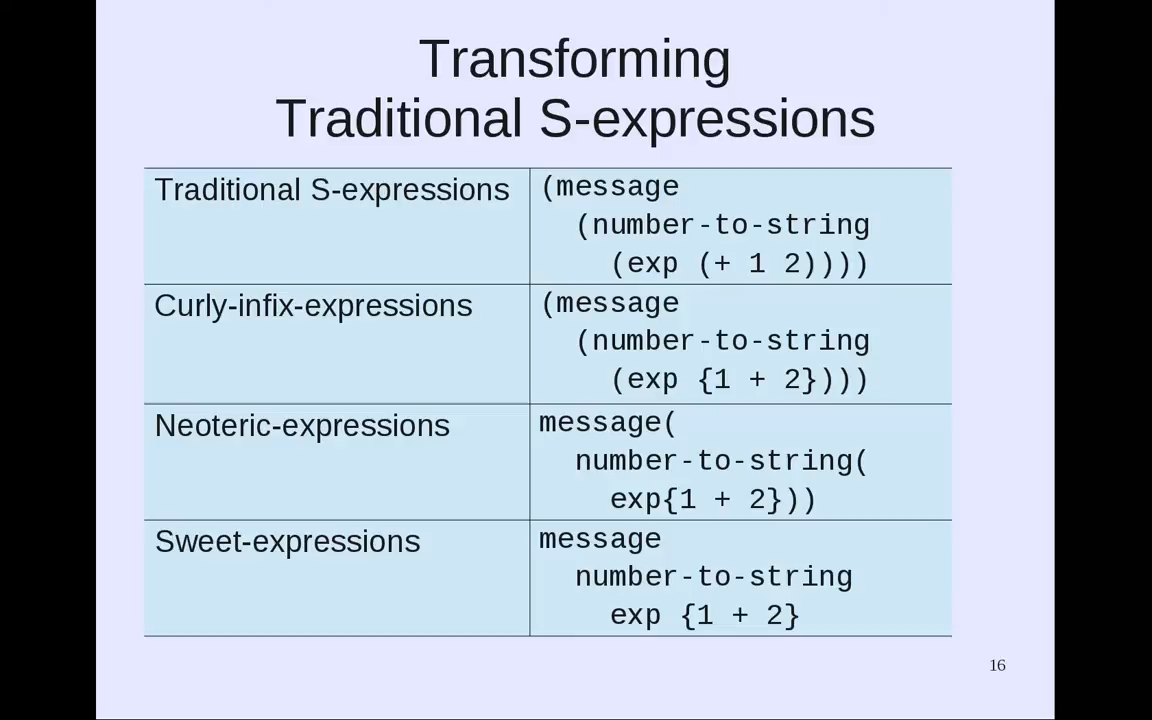 Transforming
Traditional S-expressions
Traditional S-expressions
(message
(number-to-string
(exp (+ 1 2))))
Curly-infix-expressions
(message
(number-to-string
(exp {1 + 2})))
Neoteric-expressions
message(
number-to-string(
exp{1 + 2}))
Sweet-expressions
message
number-to-string
exp {1 + 2}
16